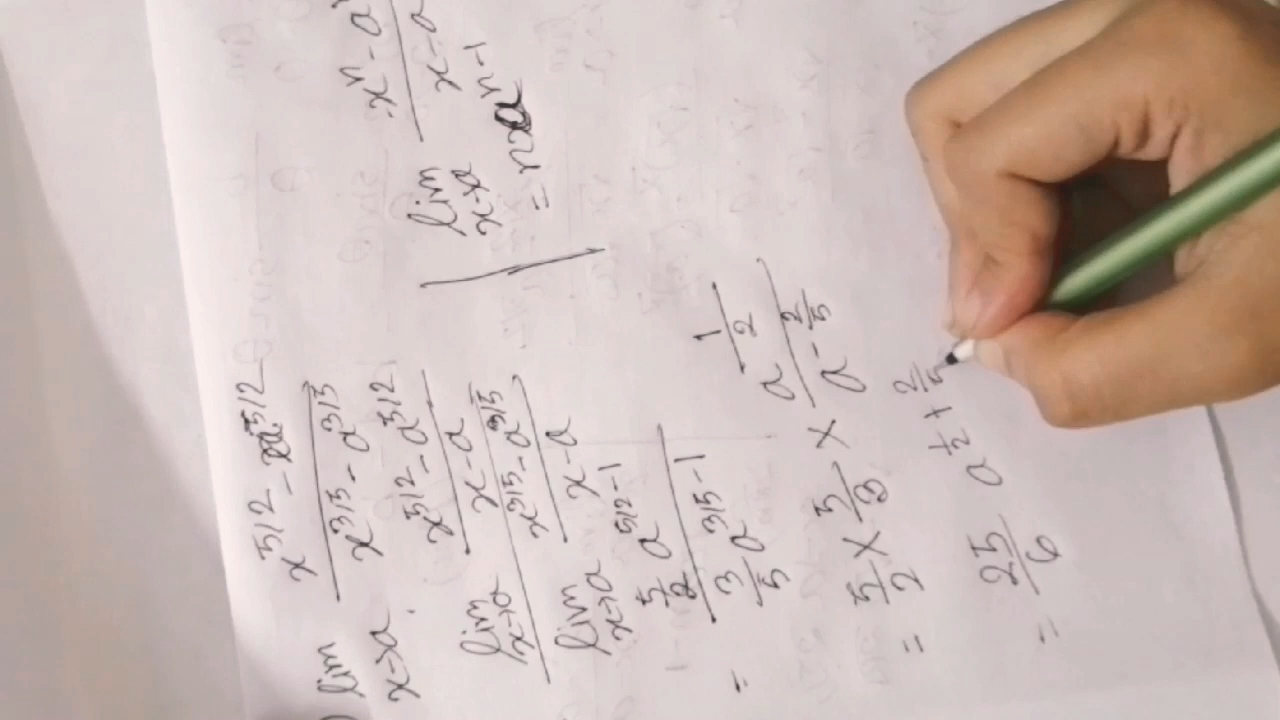 lim x→a (x^5/2 - a^5/2) / (x^3/5 - a^3/5)
lim x→a (x^5/2 - a^5/2) / (x-a)
lim x→a (x^3/5 - a^3/5) / (x-a)
= (5/2 a^5/2-1) / (3/5 a^3/5-1)
= 5/2 × 5/3 × a^-1/2 / a^-2/5
= 25/6 a^1/2+2/5
lim x→a (x^n - a) / (x-a)
= n a^n-1